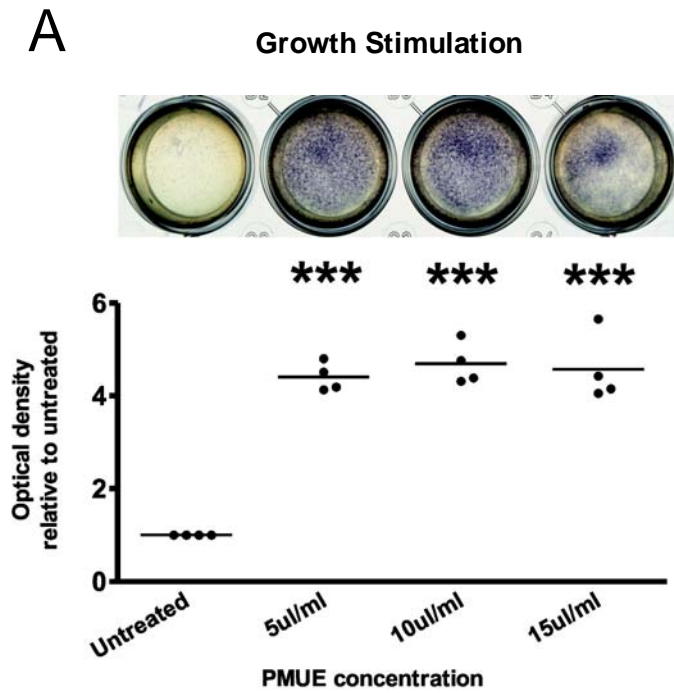 A
Growth Stimulation
*** *** ***
6
4
2
0
Optical density
relative to untreated
Untreated 5ul/ml 10ul/ml 15ul/ml
PMUE concentration